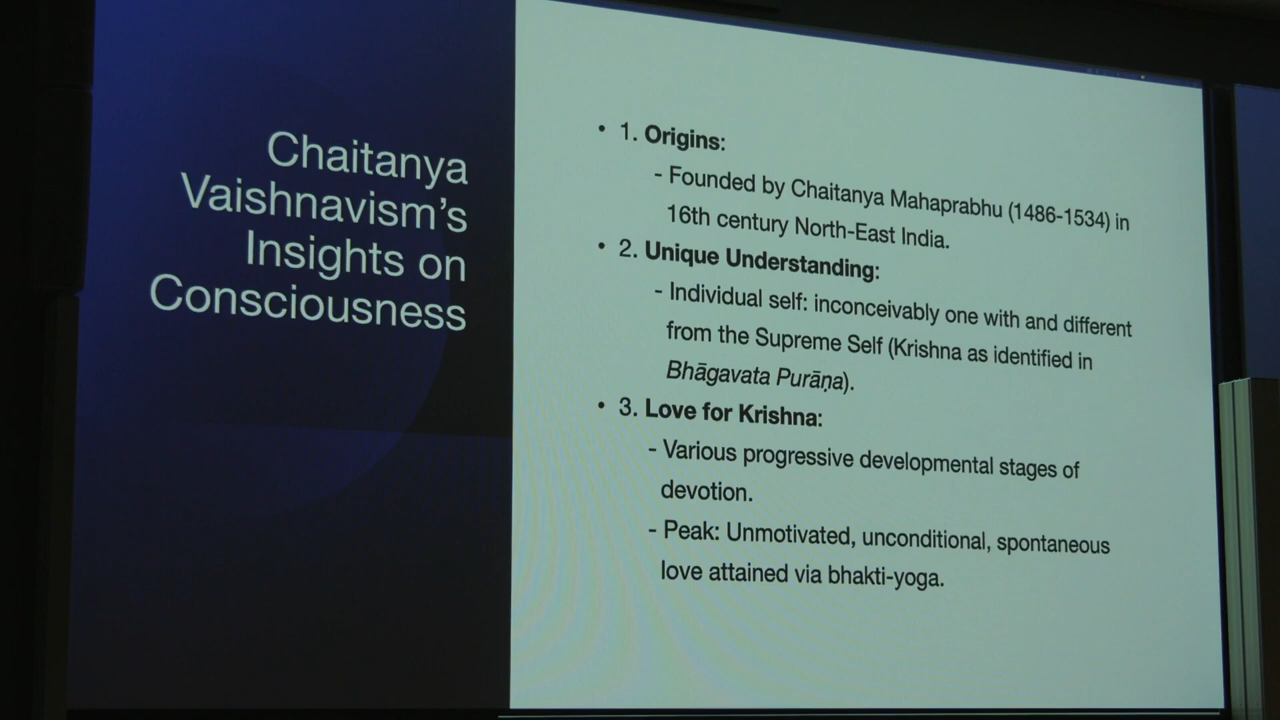 Chaitanya
Vaishnavism's
Insights on
Consciousness
• 1. Origins:
- Founded by Chaitanya Mahaprabhu (1486-1534) in
16th century North-East India.
• 2. Unique Understanding:
- Individual self: inconceivably one with and different
from the Supreme Self (Krishna as identified in
Bhāgavata Purāṇa).
• 3. Love for Krishna:
- Various progressive developmental stages of
devotion.
- Peak: Unmotivated, unconditional, spontaneous
love attained via bhakti-yoga.